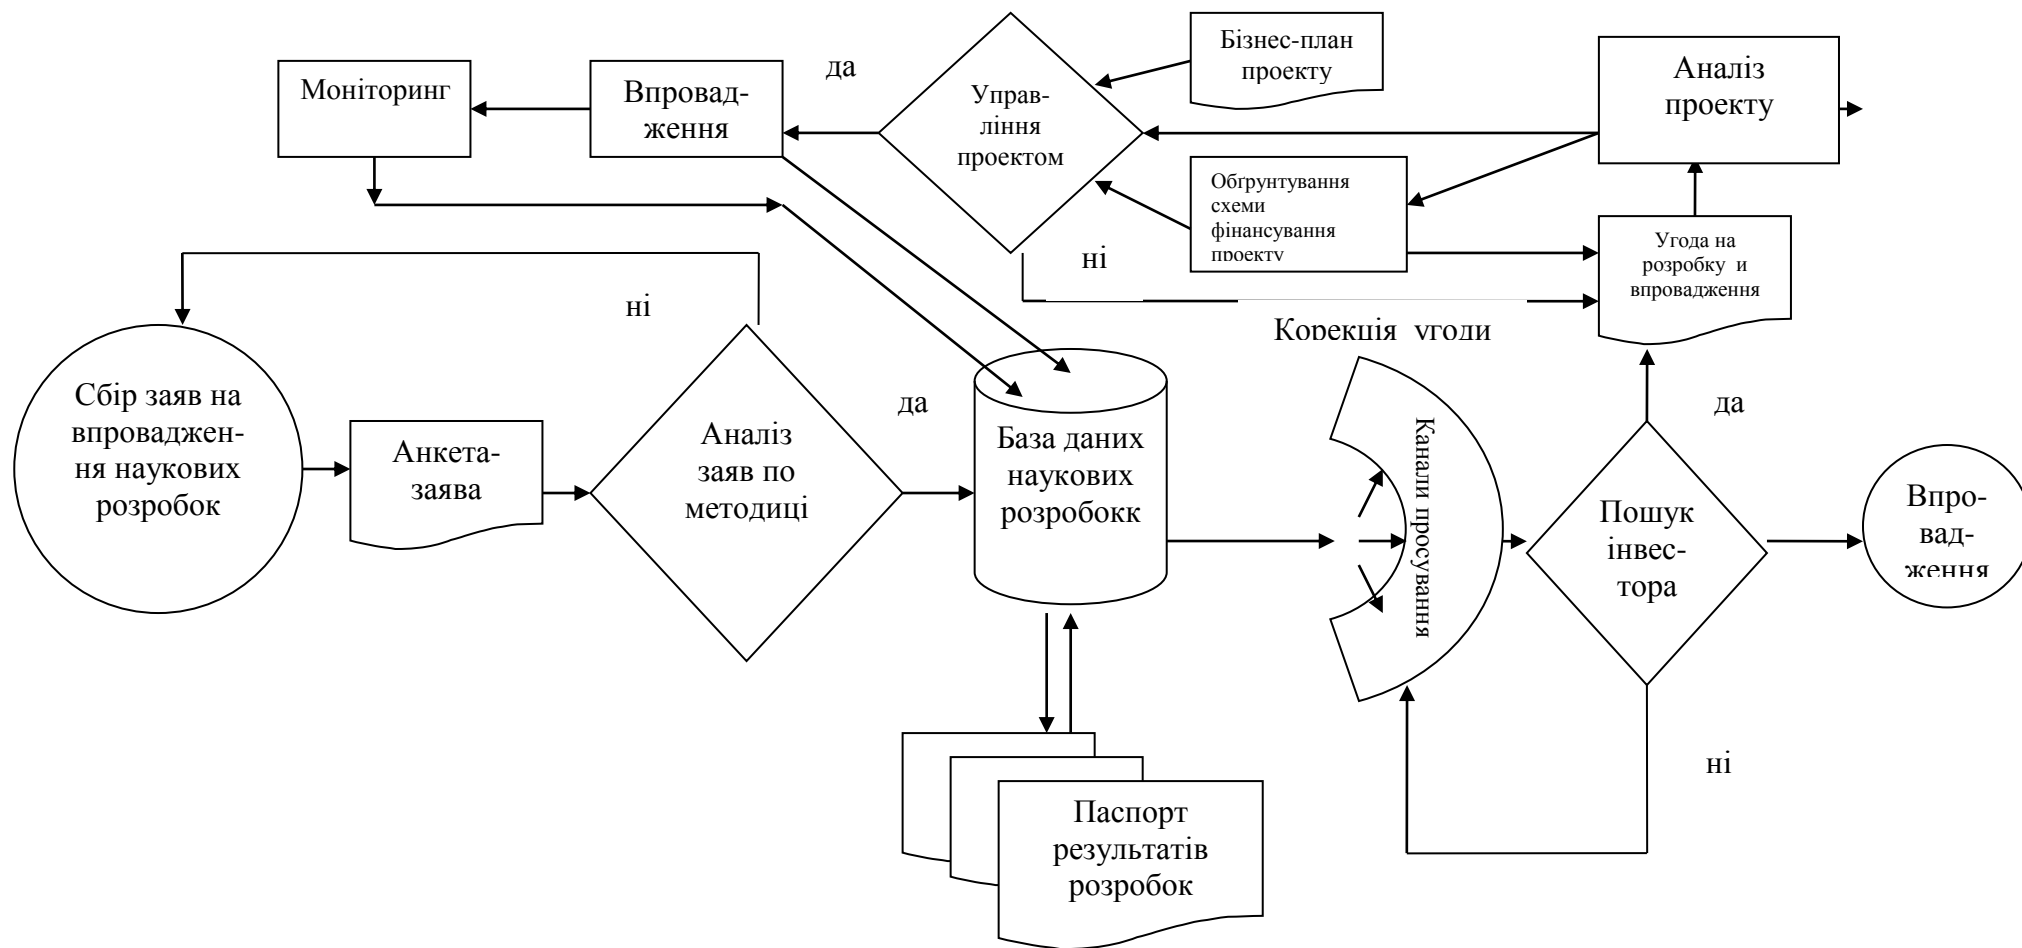 Бізнес-план
проекту
да
Моніторинг
Впровад-
ження
Управ-
ління
проектом
Аналіз
проекту
Обґрунтування
схеми
фінансування
проекту
Угода на
розробку и
впровадження
ні
ні
Корекція угоди
Сбір заяв на
впроваджен-
ня наукових
розробок
Анкета-
заява
Аналіз
заяв по
методиці
да
База даних
наукових
розробокк
Канали просування
да
Пошук
інвес-
тора
Впро-
вад-
ження
ні
Паспорт
результатів
розробок